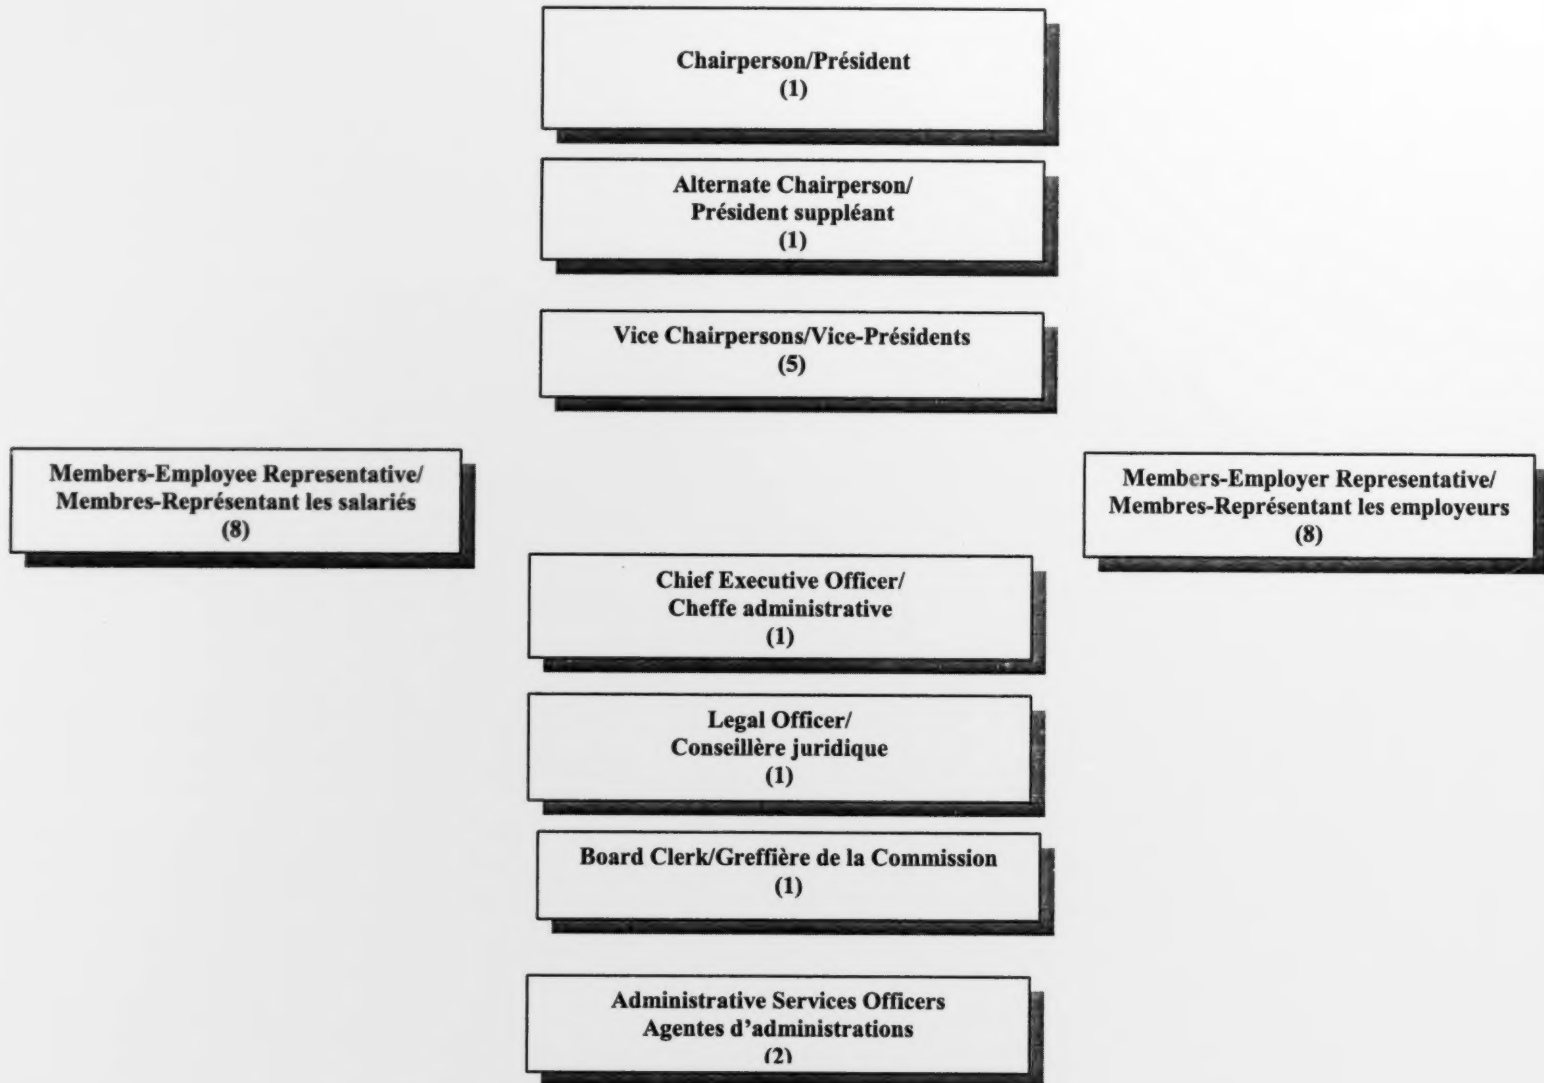 Chairperson/Président
(1)
Alternate Chairperson/
Président suppléant
(1)
Vice Chairpersons/Vice-Présidents
(5)
Members-Employee Representative/
Membres-Représentant les salariés
(8)
Members-Employer Representative/
Membres-Représentant les employeurs
(8)
Chief Executive Officer/
Cheffe administrative
(1)
Legal Officer/
Conseillère juridique
(1)
Board Clerk/Greffière de la Commission
(1)
Administrative Services Officers
Agentes d’administrations
(2)